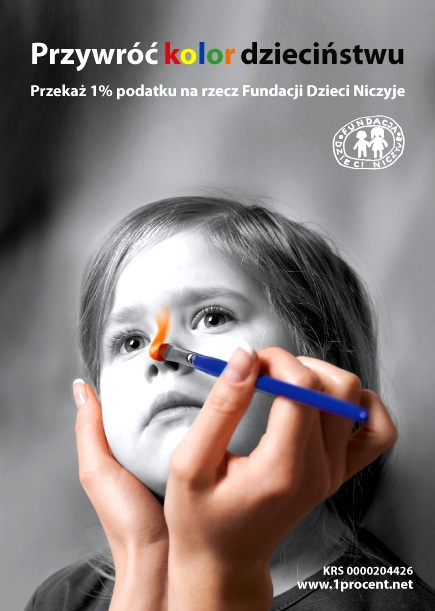 Przywróć kolor dzieciństwu
Przekaż 1% podatku na rzecz Fundacji Dzieci Niczyje
FUNDACJA
DZIECI NICZYJE
KRS 0000204426
www.1procent.net